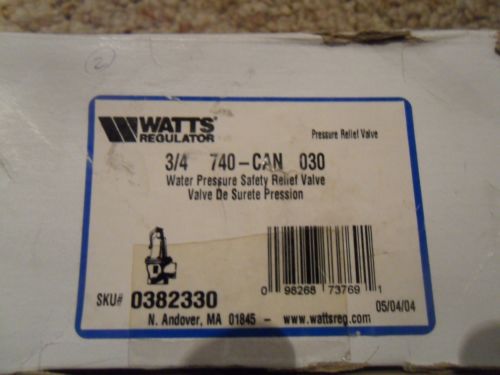 2
WATTS®
REGULATOR
Pressure Relief Valve
3/4 740-CAN 030
Water Pressure Safety Relief Valve
Valve De Surete Pression
SKU# 0382330
0 98268 73769 1
05/04/04
N. Andover, MA 01845 - www.wattsreg.com